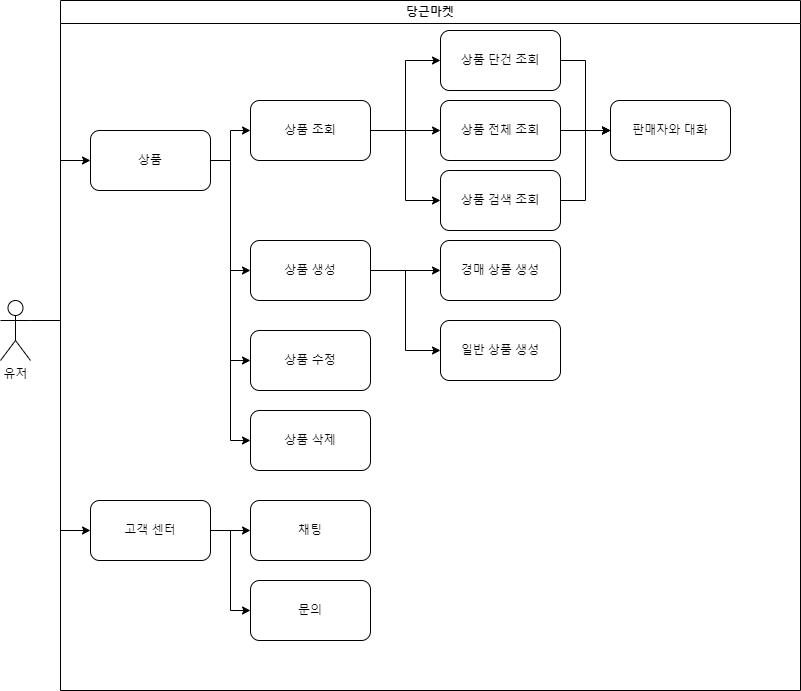 당근마켓
상품
상품 조회
상품 단건 조회
상품 전체 조회
상품 검색 조회
판매자와 대화
상품 생성
경매 상품 생성
일반 상품 생성
상품 수정
상품 삭제
유저
고객 센터
채팅
문의